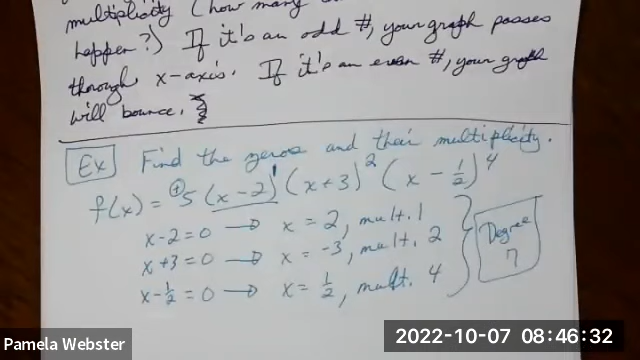 multiplicity (how many
happen?) If it's an odd #, your graph passes
through x-axis. If it's an even #, your graph
will bounce.
Ex Find the zeros and their multiplicity.
f(x) = +5 (x-2)¹ (x+3)² (x - 1/2)⁴
x-2=0 → x = 2, mult. 1
x+3=0 → x = -3, mult. 2
x-1/2=0 → x = 1/2, mult. 4
Degree
7
Pamela Webster
2022-10-07 08:46:32